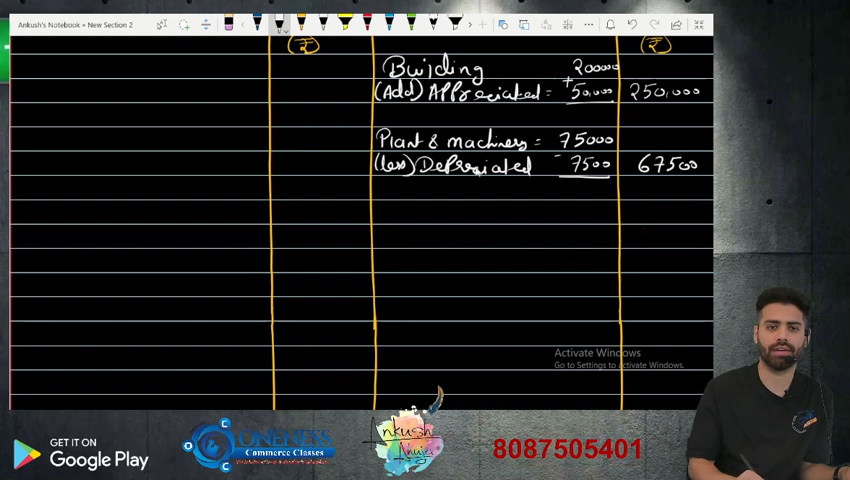 Ankush's Notebook » New Section 2
(₹) (₹)
Building 200000
(Add) Appreciated = +50,000 250,000
Plant & machinery = 75000
(less) Depreciated - 7500 67500
Activate Windows
Go to Settings to activate Windows.
GET IT ON
Google Play
C
O
C
C
ONENESS
Commerce Classes
Ankush
8087505401